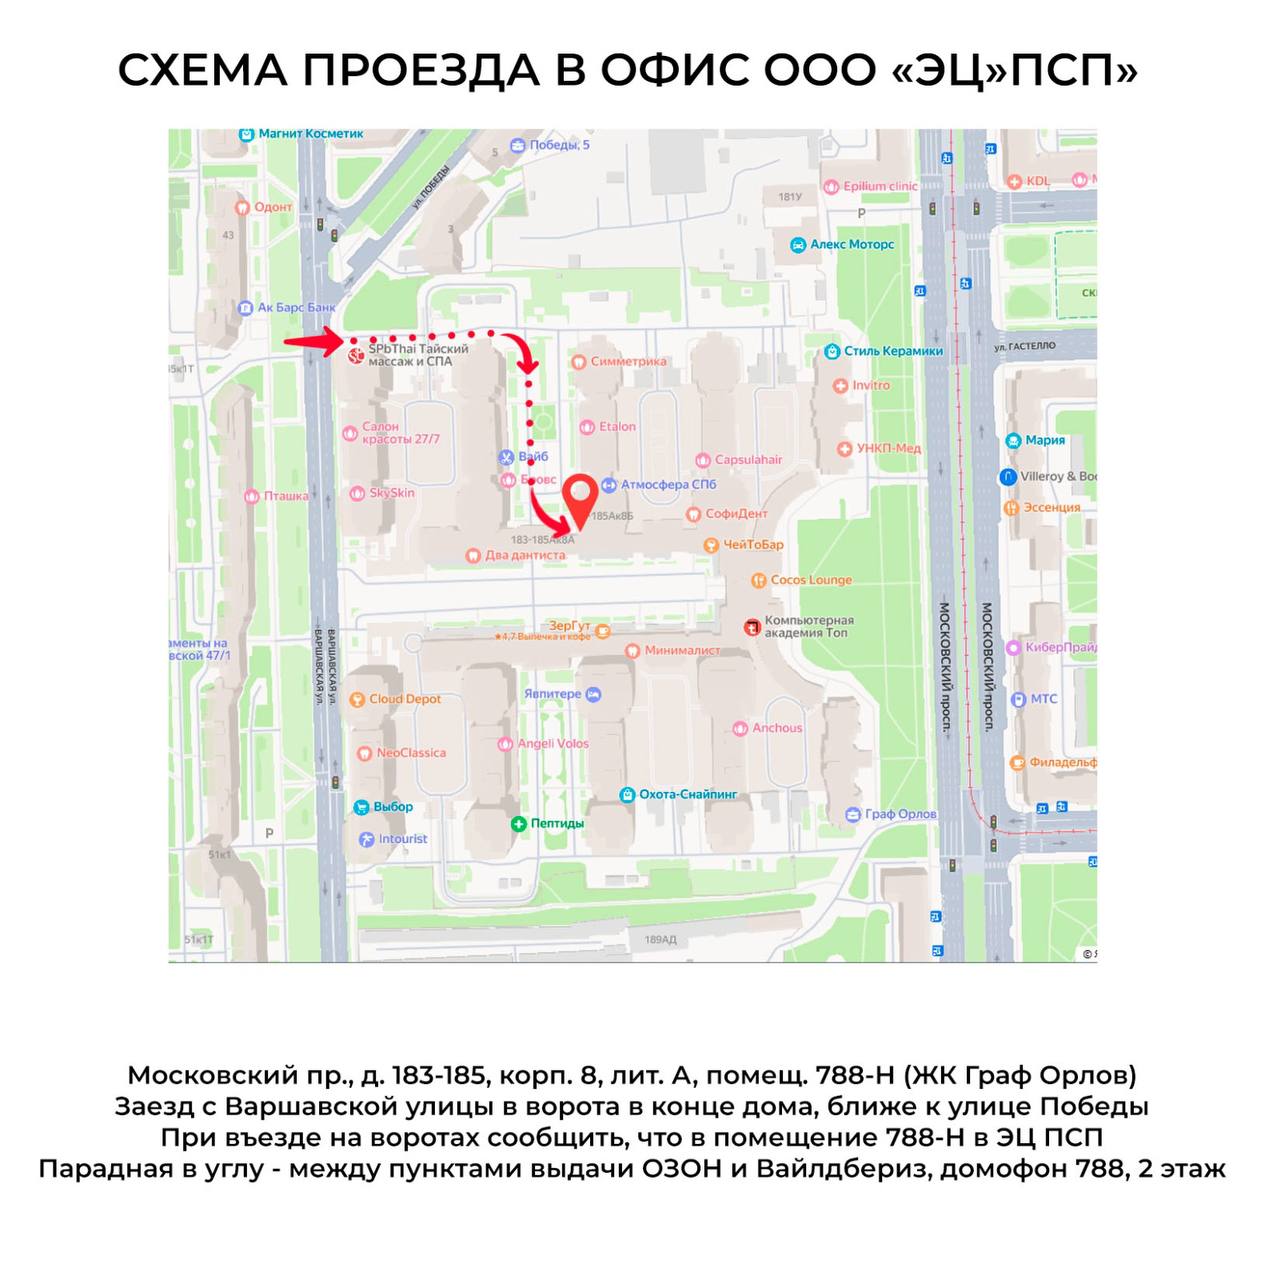 СХЕМА ПРОЕЗДА В ОФИС ООО «ЭЦ»ПСП»
Магнит Косметик
Победы, 5
5
ул. ПОБЕДЫ
181У
Epilium clinic
KDL
P
Одонт
43
3
Алекс Моторс
Ак Барс Банк
SPbThai Тайский
массаж и СПА
Симметрика
Стиль Керамики
ул. ГАСТЕЛЛО
Invitro
Салон
красоты 27/7
Etalon
Мария
УНКП-Мед
Вайб
Capsulahair
Villeroy & Boc
Пташка
SkySkin
Бровс
Атмосфера СПб
185Ак8Б
СофиДент
Эссенция
183-185Ак8А
Два дантиста
ЧейТоБар
Cocos Lounge
ВАРШАВСКАЯ ул.
ВАРШАВСКАЯ ул.
МОСКОВСКИЙ просп.
МОСКОВСКИЙ просп.
ЗерГут
★4,7 Выпечка и кофе
Компьютерная
академия Топ
вской 47/1
Минималист
КиберПрайд
Cloud Depot
Явпитере
МТС
Anchous
NeoClassica
Angeli Volos
Филадельф
Выбор
Охота-Снайпинг
Граф Орлов
P
Intourist
Пептиды
51к1
51к1Т
189АД
Московский пр., д. 183-185, корп. 8, лит. А, помещ. 788-Н (ЖК Граф Орлов)
Заезд с Варшавской улицы в ворота в конце дома, ближе к улице Победы
При въезде на воротах сообщить, что в помещение 788-Н в ЭЦ ПСП
Парадная в углу - между пунктами выдачи ОЗОН и Вайлдбериз, домофон 788, 2 этаж